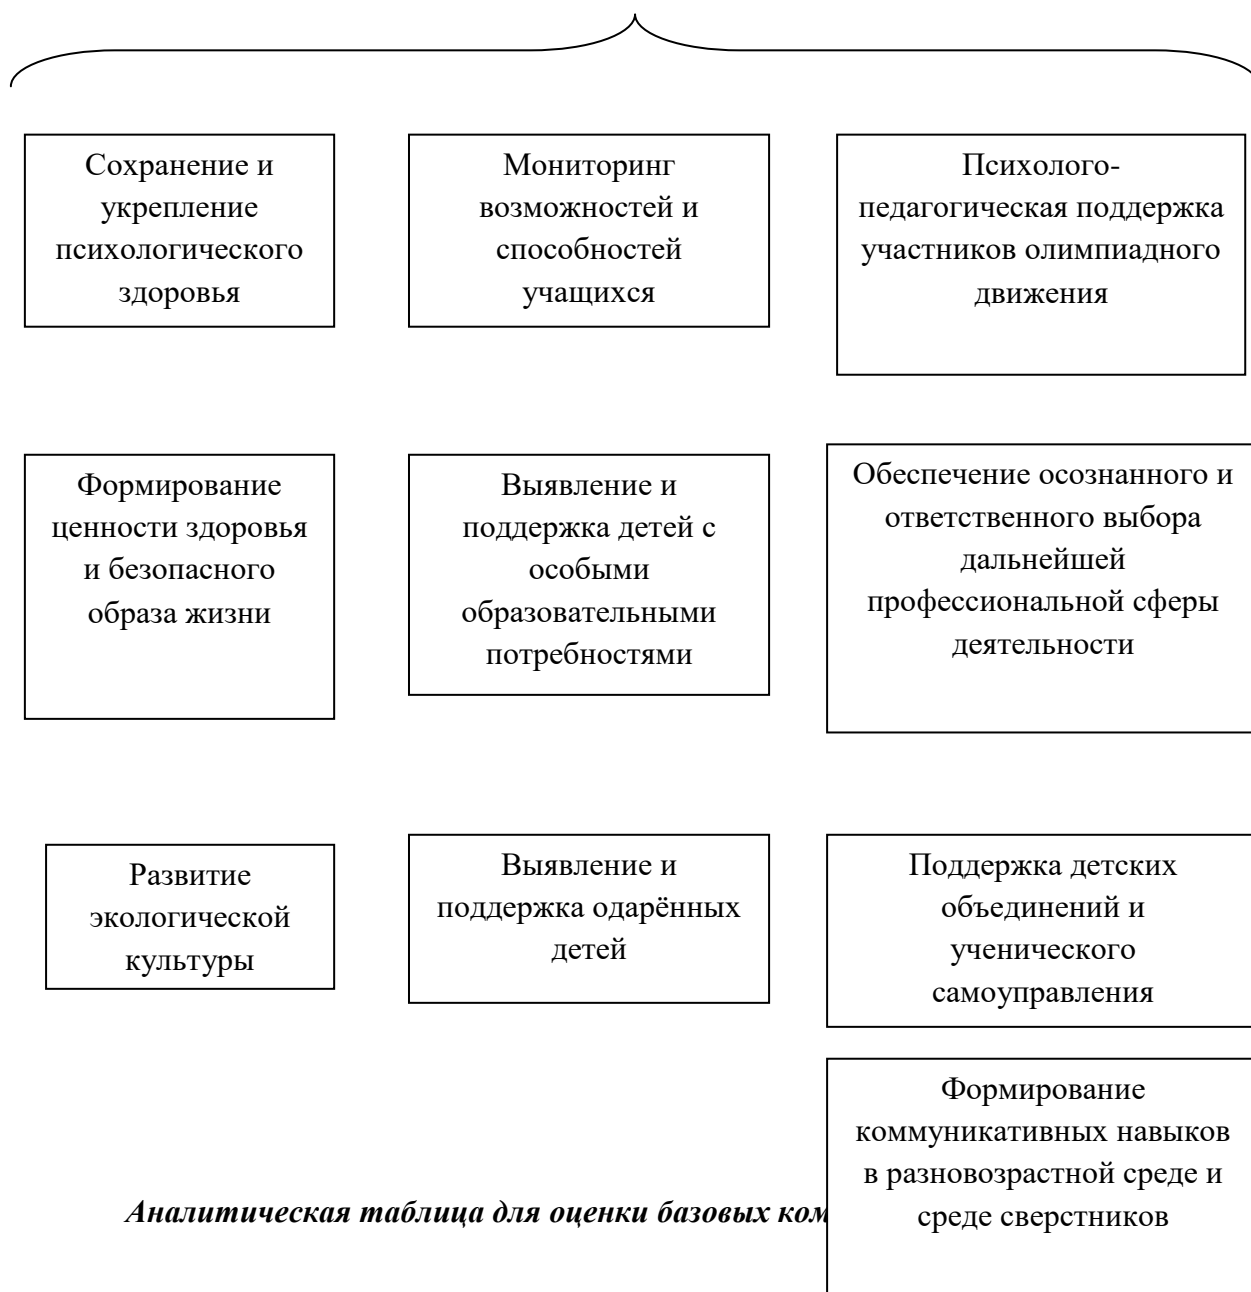 Сохранение и
укрепление
психологического
здоровья
Мониторинг
возможностей и
способностей
учащихся
Психолого-
педагогическая поддержка
участников олимпиадного
движения
Формирование
ценности здоровья
и безопасного
образа жизни
Выявление и
поддержка детей с
особыми
образовательными
потребностями
Обеспечение осознанного и
ответственного выбора
дальнейшей
профессиональной сферы
деятельности
Развитие
экологической
культуры
Выявление и
поддержка одарённых
детей
Поддержка детских
объединений и
ученического
самоуправления
Формирование
коммуникативных навыков
в разновозрастной среде и
среде сверстников
Аналитическая таблица для оценки базовых